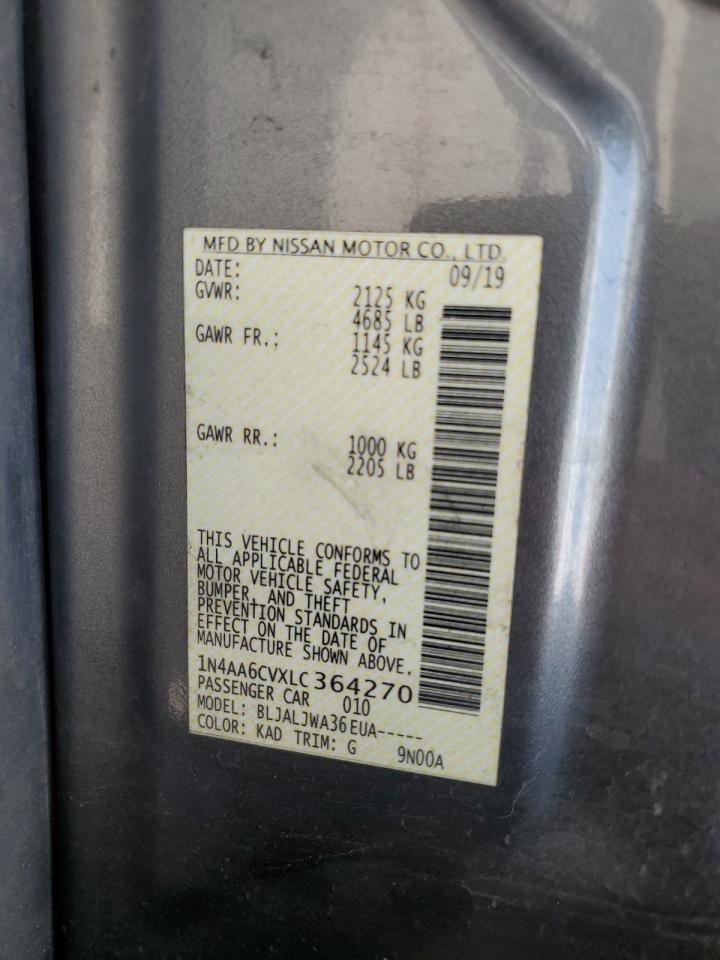 MFD BY NISSAN MOTOR CO., LTD.
DATE: 09/19
GVWR: 2125 KG
4685 LB
GAWR FR.: 1145 KG
2524 LB
GAWR RR.: 1000 KG
2205 LB
THIS VEHICLE CONFORMS TO
ALL APPLICABLE FEDERAL
MOTOR VEHICLE SAFETY,
BUMPER, AND THEFT
PREVENTION STANDARDS IN
EFFECT ON THE DATE OF
MANUFACTURE SHOWN ABOVE.
1N4AA6CVXLC364270
PASSENGER CAR 010
MODEL: BLJALJWA36EUA-----
COLOR: KAD TRIM: G 9N00A